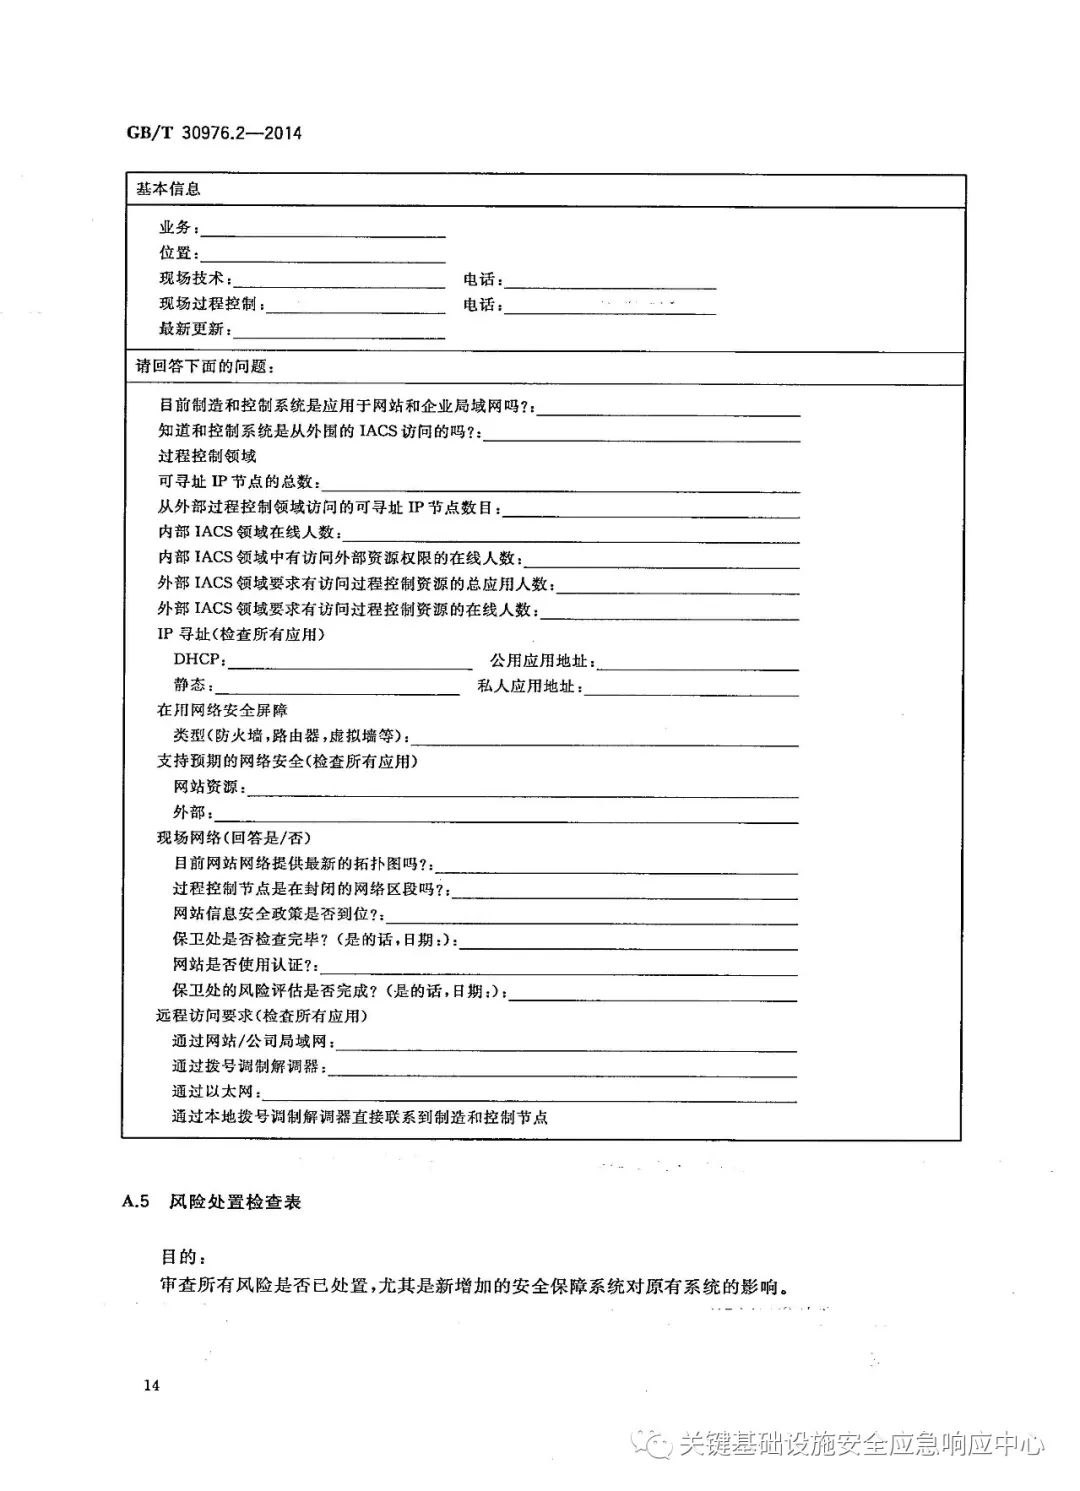 GB/T 30976.2—2014
基本信息
业务:
位置:
现场技术: 电话:
现场过程控制: 电话:
最新更新:
请回答下面的问题:
目前制造和控制系统是应用于网站和企业局域网吗?:
知道和控制系统是从外围的 IACS 访问的吗?:
过程控制领域
可寻址 IP 节点的总数:
从外部过程控制领域访问的可寻址 IP 节点数目:
内部 IACS 领域在线人数:
内部 IACS 领域中有访问外部资源权限的在线人数:
外部 IACS 领域要求有访问过程控制资源的总应用人数:
外部 IACS 领域要求有访问过程控制资源的在线人数:
IP 寻址(检查所有应用)
DHCP: 公用应用地址:
静态: 私人应用地址:
在用网络安全屏障
类型(防火墙,路由器,虚拟墙等):
支持预期的网络安全(检查所有应用)
网站资源:
外部:
现场网络(回答是/否)
目前网站网络提供最新的拓扑图吗?:
过程控制节点是在封闭的网络区段吗?:
网站信息安全政策是否到位?:
保卫处是否检查完毕? (是的话,日期:):
网站是否使用认证?:
保卫处的风险评估是否完成? (是的话,日期:):
远程访问要求(检查所有应用)
通过网站/公司局域网:
通过拨号调制解调器:
通过以太网:
通过本地拨号调制解调器直接联系到制造和控制节点
A.5 风险处置检查表
目的:
审查所有风险是否已处置,尤其是新增加的安全保障系统对原有系统的影响。
14
关键基础设施安全应急响应中心